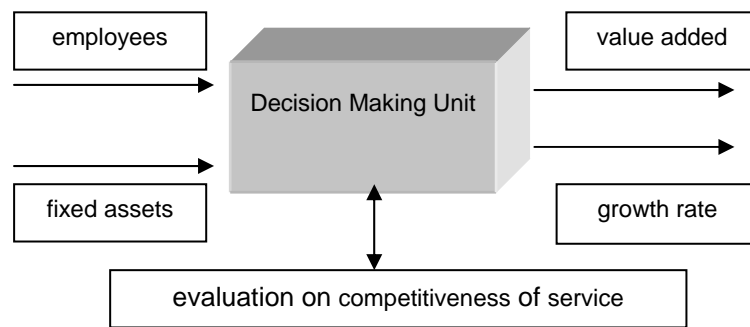 employees
value added
Decision Making Unit
fixed assets
growth rate
evaluation on competitiveness of service